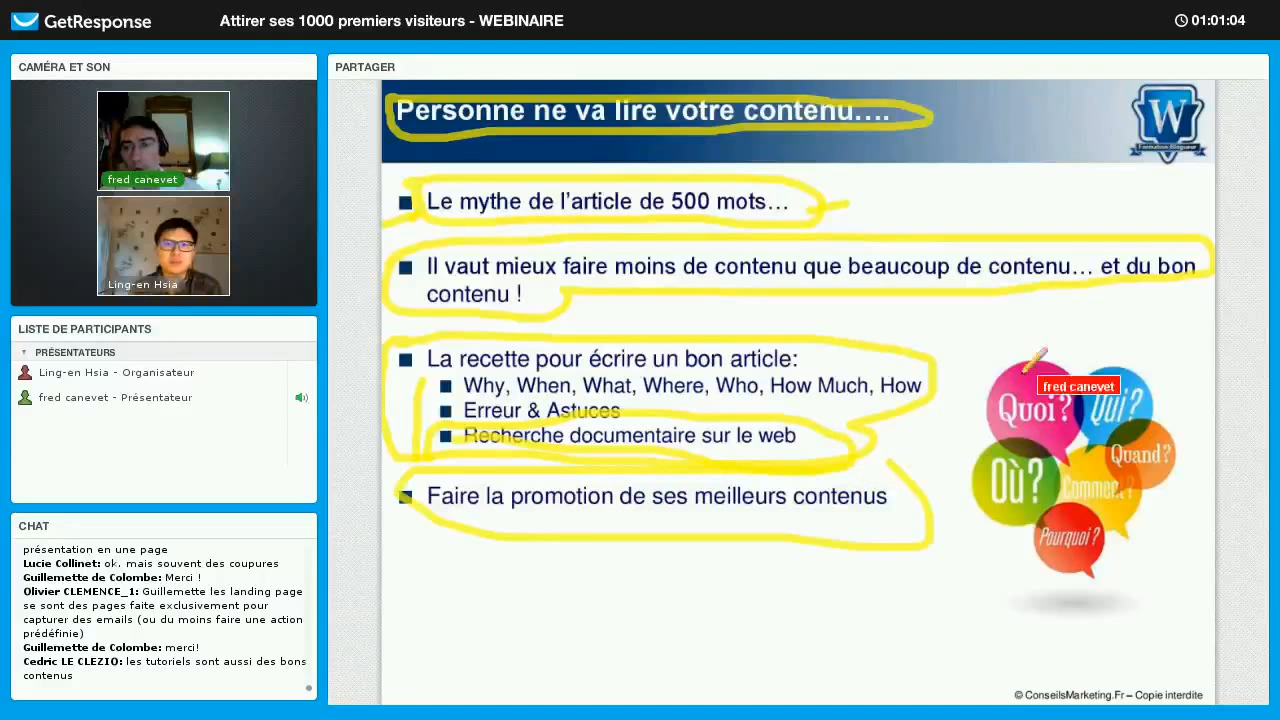 GetResponse
Attirer ses 1000 premiers visiteurs - WEBINAIRE
01:01:04
CAMÉRA ET SON
fred canevet
Ling-en Hsia
LISTE DE PARTICIPANTS
PRÉSENTATEURS
Ling-en Hsia - Organisateur
fred canevet - Présentateur
CHAT
présentation en une page
Lucie Collinet: ok. mais souvent des coupures
Guillemette de Colombe: Merci !
Olivier CLEMENCE_1: Guillemette les landing page
se sont des pages faite exclusivement pour
capturer des emails (ou du moins faire une action
prédéfinie)
Guillemette de Colombe: merci!
Cedric LE CLEZIO: les tutoriels sont aussi des bons
contenus
PARTAGER
Personne ne va lire votre contenu....
W
Formation Blogueur
Le mythe de l'article de 500 mots…
Il vaut mieux faire moins de contenu que beaucoup de contenu… et du bon
contenu !
La recette pour écrire un bon article:
Why, When, What, Where, Who, How Much, How
Erreur & Astuces
Recherche documentaire sur le web
Faire la promotion de ses meilleurs contenus
fred canevet
Quoi?
Qui?
Quand?
Où?
Comment?
Pourquoi?
© ConseilsMarketing.Fr – Copie interdite